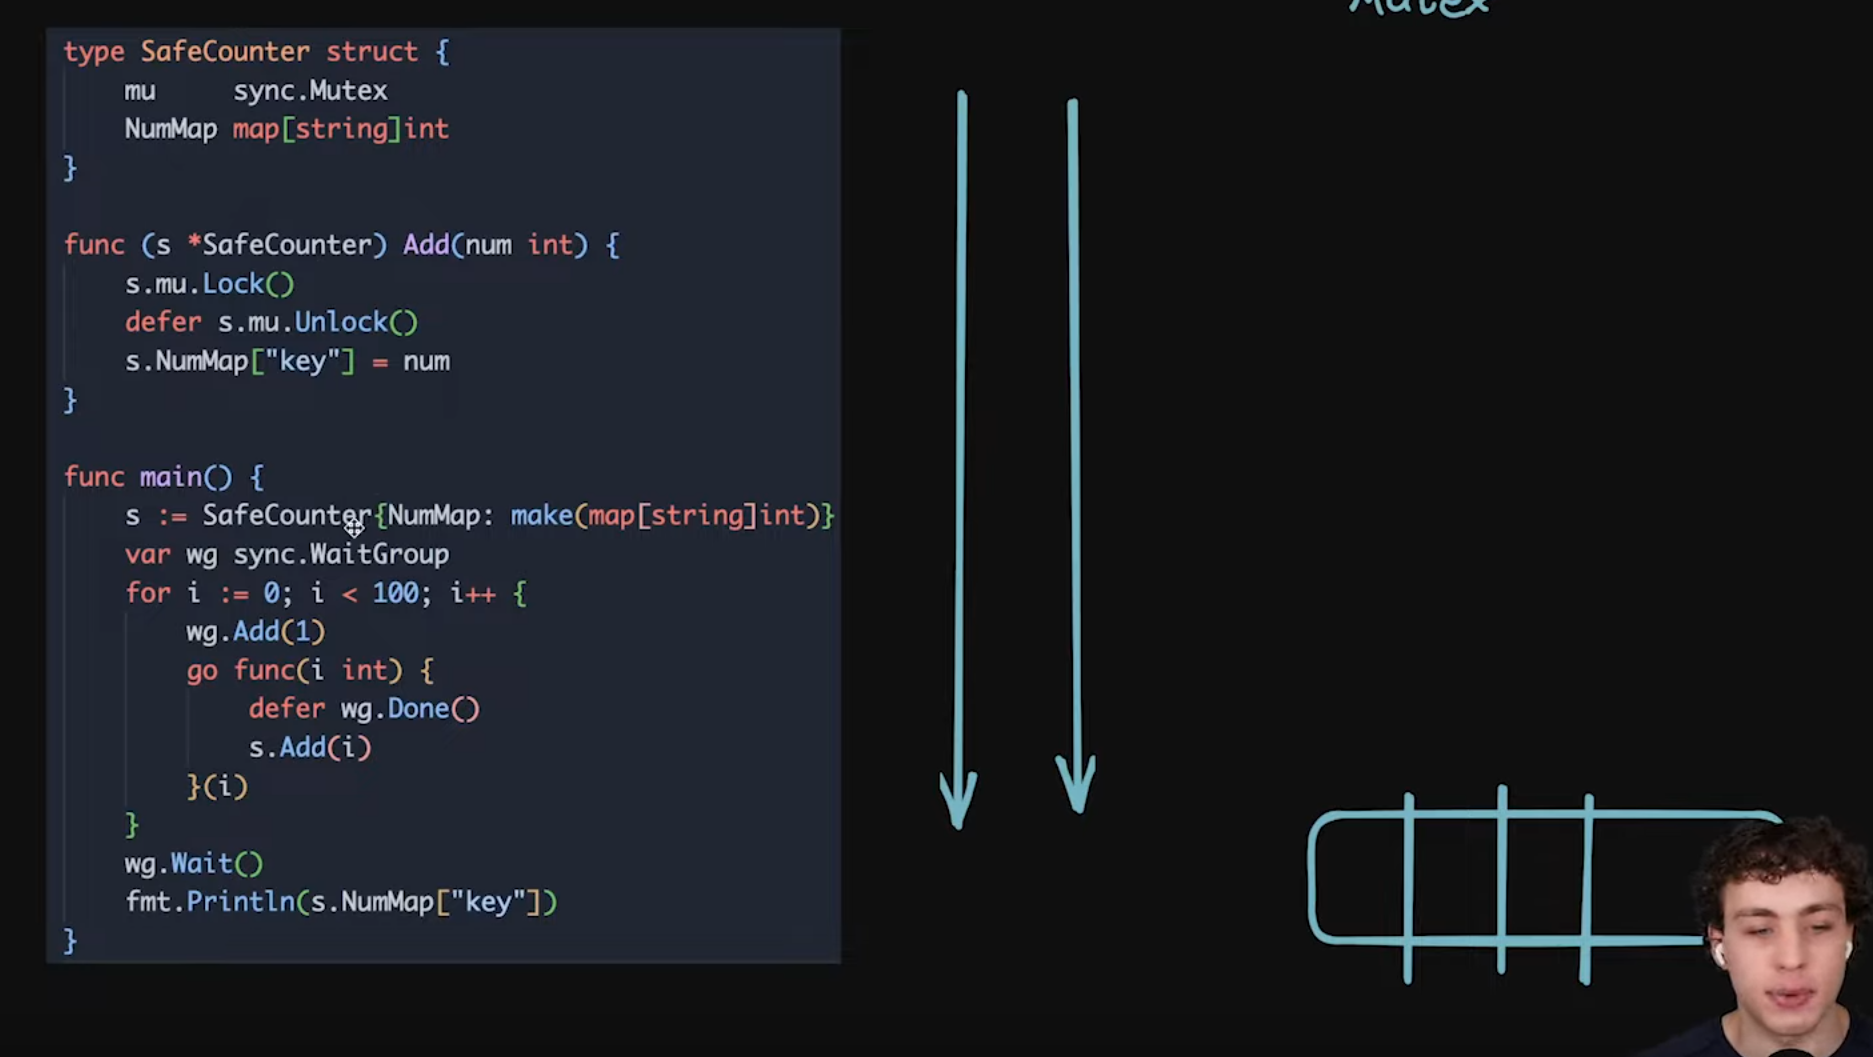 Mutex
type SafeCounter struct {
    mu     sync.Mutex
    NumMap map[string]int
}
func (s *SafeCounter) Add(num int) {
    s.mu.Lock()
    defer s.mu.Unlock()
    s.NumMap["key"] = num
}
func main() {
    s := SafeCounter{NumMap: make(map[string]int)}
    var wg sync.WaitGroup
    for i := 0; i < 100; i++ {
        wg.Add(1)
        go func(i int) {
            defer wg.Done()
            s.Add(i)
        }(i)
    }
    wg.Wait()
    fmt.Println(s.NumMap["key"])
}